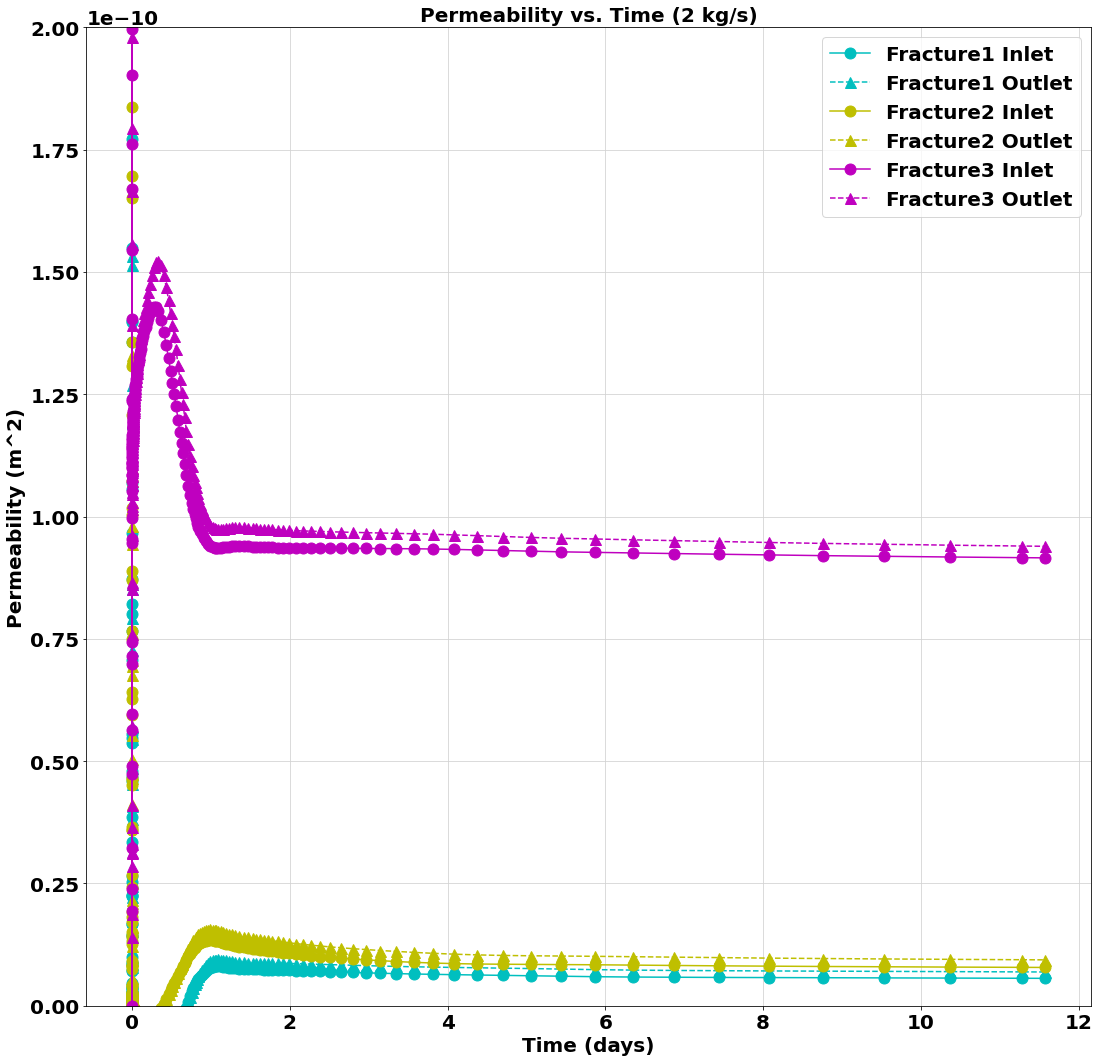 Permeability vs. Time (2 kg/s)
1e−10
2.00
1.75
1.50
1.25
1.00
0.75
0.50
0.25
0.00
Permeability (m^2)
Fracture1 Inlet
Fracture1 Outlet
Fracture2 Inlet
Fracture2 Outlet
Fracture3 Inlet
Fracture3 Outlet
0 2 4 6 8 10 12
Time (days)